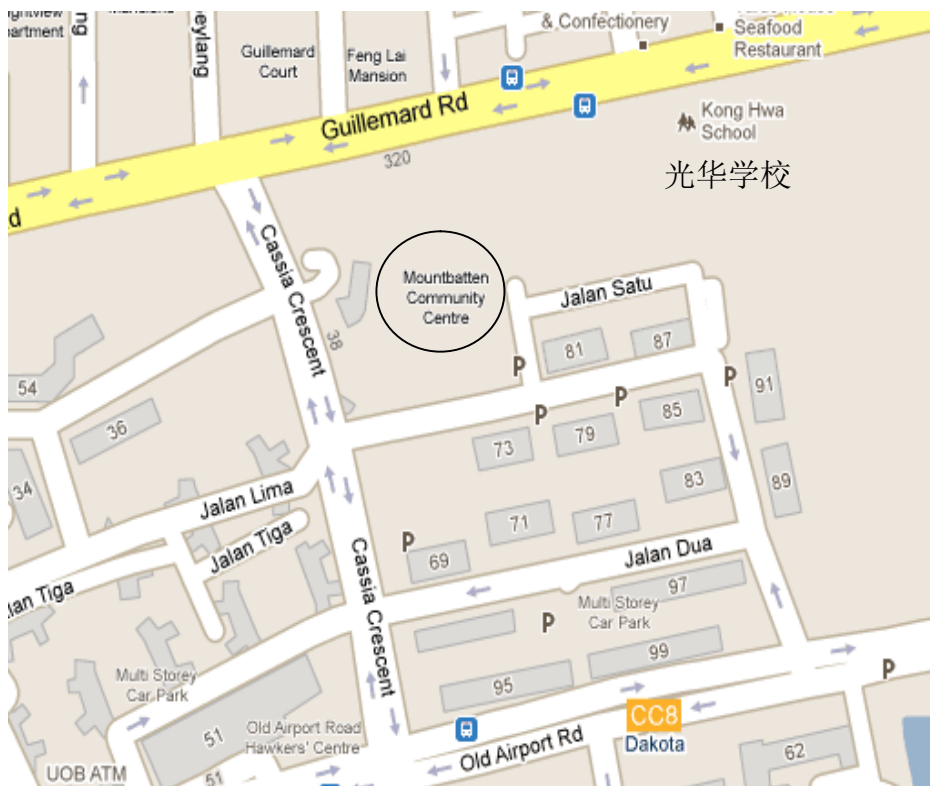 ng
eylang
Guillemard
Court
Feng Lai
Mansion
& Confectionery
Seafood
Restaurant
Guillemard Rd
320
Kong Hwa
School
光华学校
d
Cassia Crescent
38
Mountbatten
Community
Centre
Jalan Satu
81
87
P
P
P
P
91
54
36
73
79
85
34
Jalan Lima
83
89
71
77
Jalan Tiga
P
69
Jalan Dua
lan Tiga
Cassia Crescent
97
Multi Storey
Car Park
P
99
Multi Storey
Car Park
95
P
51
Old Airport Road
Hawkers' Centre
CC8
Dakota
Old Airport Rd
62
UOB ATM
51